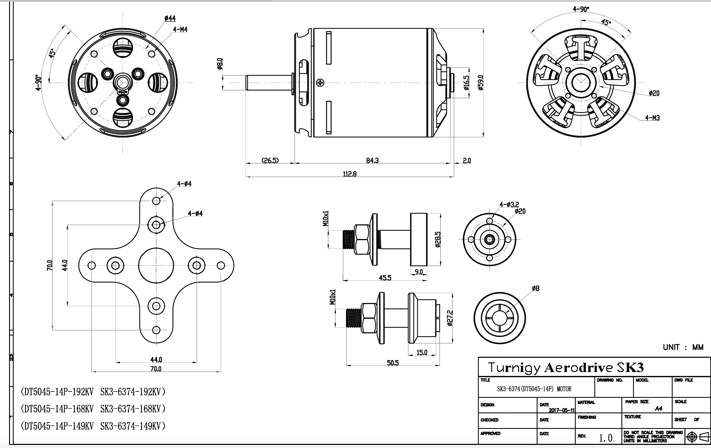 ø44
4-M4
45°
4-90°
ø8.0
ø16.5
ø59.0
(26.5)
84.3
2.0
112.8
4-90°
45°
ø20
4-M3
4-ø4
4-ø4
70.0
44.0
44.0
70.0
M10x1
ø28.5
9.0
45.5
4-ø3.2
ø20
M10x1
ø27.2
15.0
50.5
ø8
UNIT : MM
(DT5045-14P-192KV SK3-6374-192KV)
(DT5045-14P-168KV SK3-6374-168KV)
(DT5045-14P-149KV SK3-6374-149KV)
Turnigy Aerodrive SK3
TITLE
SK3-6374(DT5045-14P) MOTOR
DRAWING NO.
MODEL
DWG FILE
DESIGN
DATE
2017-05-11
MATERIAL
PAPER SIZE
A4
SCALE
CHECKED
DATE
FINISHING
TEXTURE
SHEET OF
APPROVED
DATE
REV.
1.0
DO NOT SCALE THIS DRAWING
THIRD ANGLE PROJECTION
UNITS IN MILLIMETERS